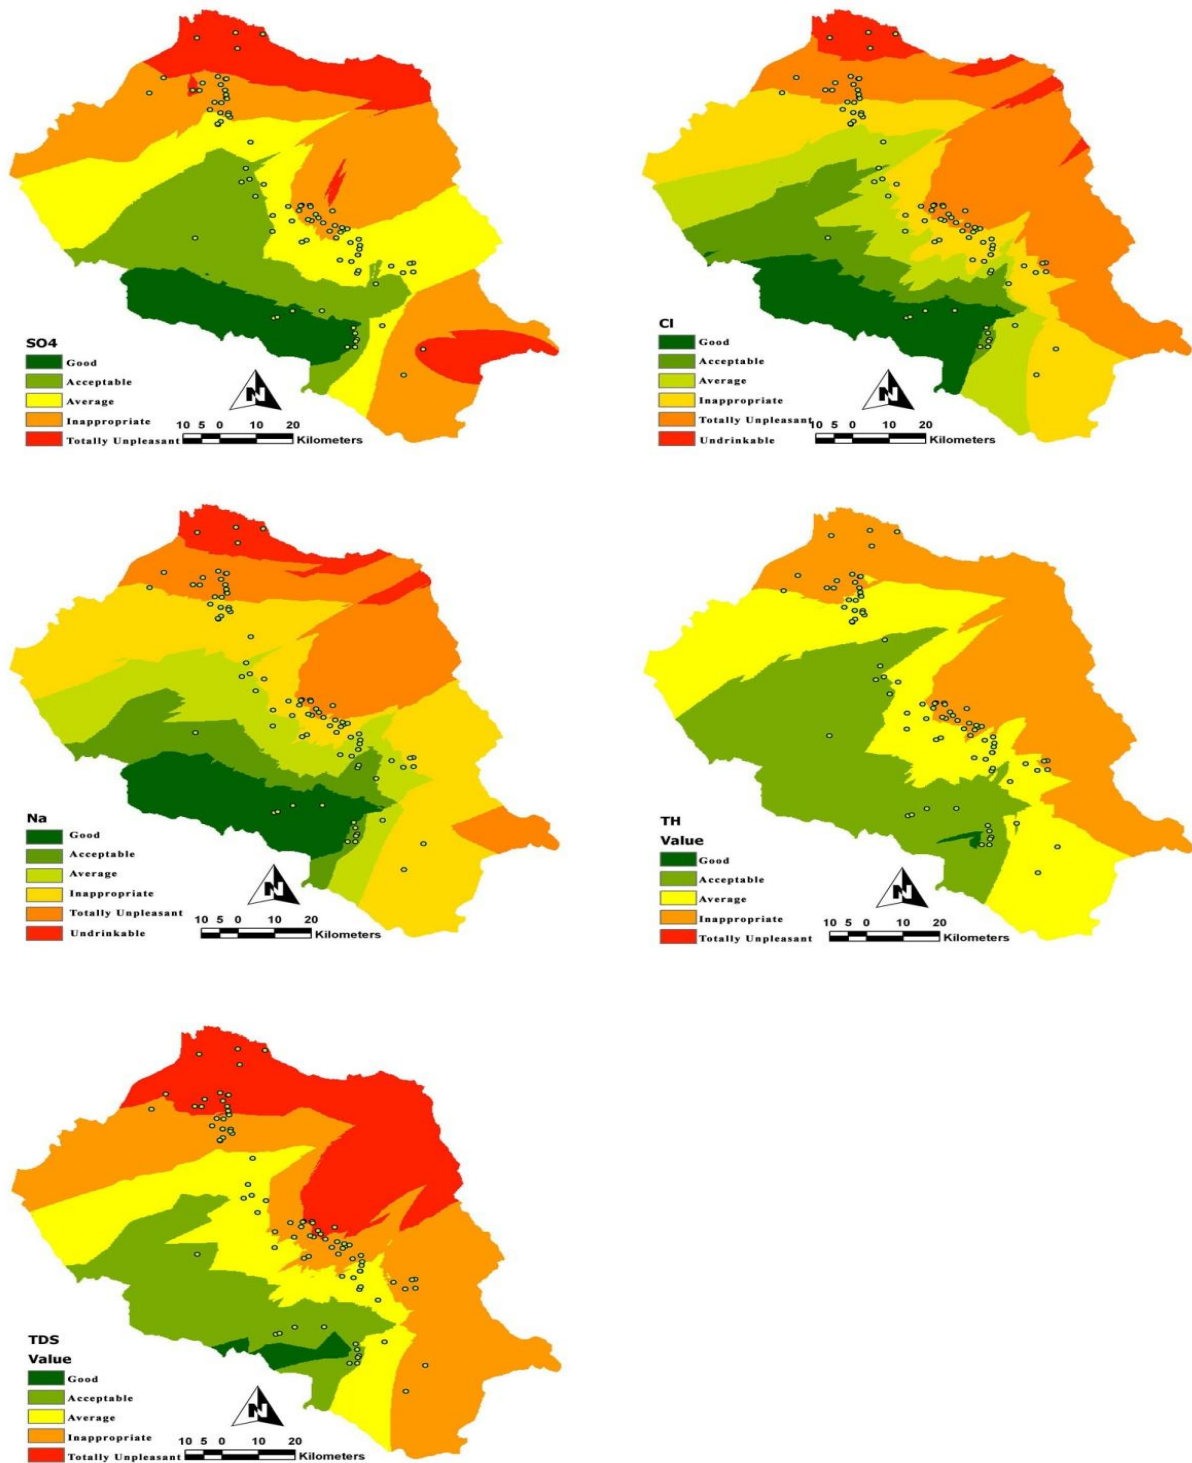 SO4
Good
Acceptable
Average
Inappropriate
Totally Unpleasant
N
10 5 0 10 20
Kilometers
Cl
Good
Acceptable
Average
Inappropriate
Totally Unpleasant
Undrinkable
N
10 5 0 10 20
Kilometers
Na
Good
Acceptable
Average
Inappropriate
Totally Unpleasant
Undrinkable
N
10 5 0 10 20
Kilometers
TH
Value
Good
Acceptable
Average
Inappropriate
Totally Unpleasant
N
10 5 0 10 20
Kilometers
TDS
Value
Good
Acceptable
Average
Inappropriate
Totally Unpleasant
N
10 5 0 10 20
Kilometers